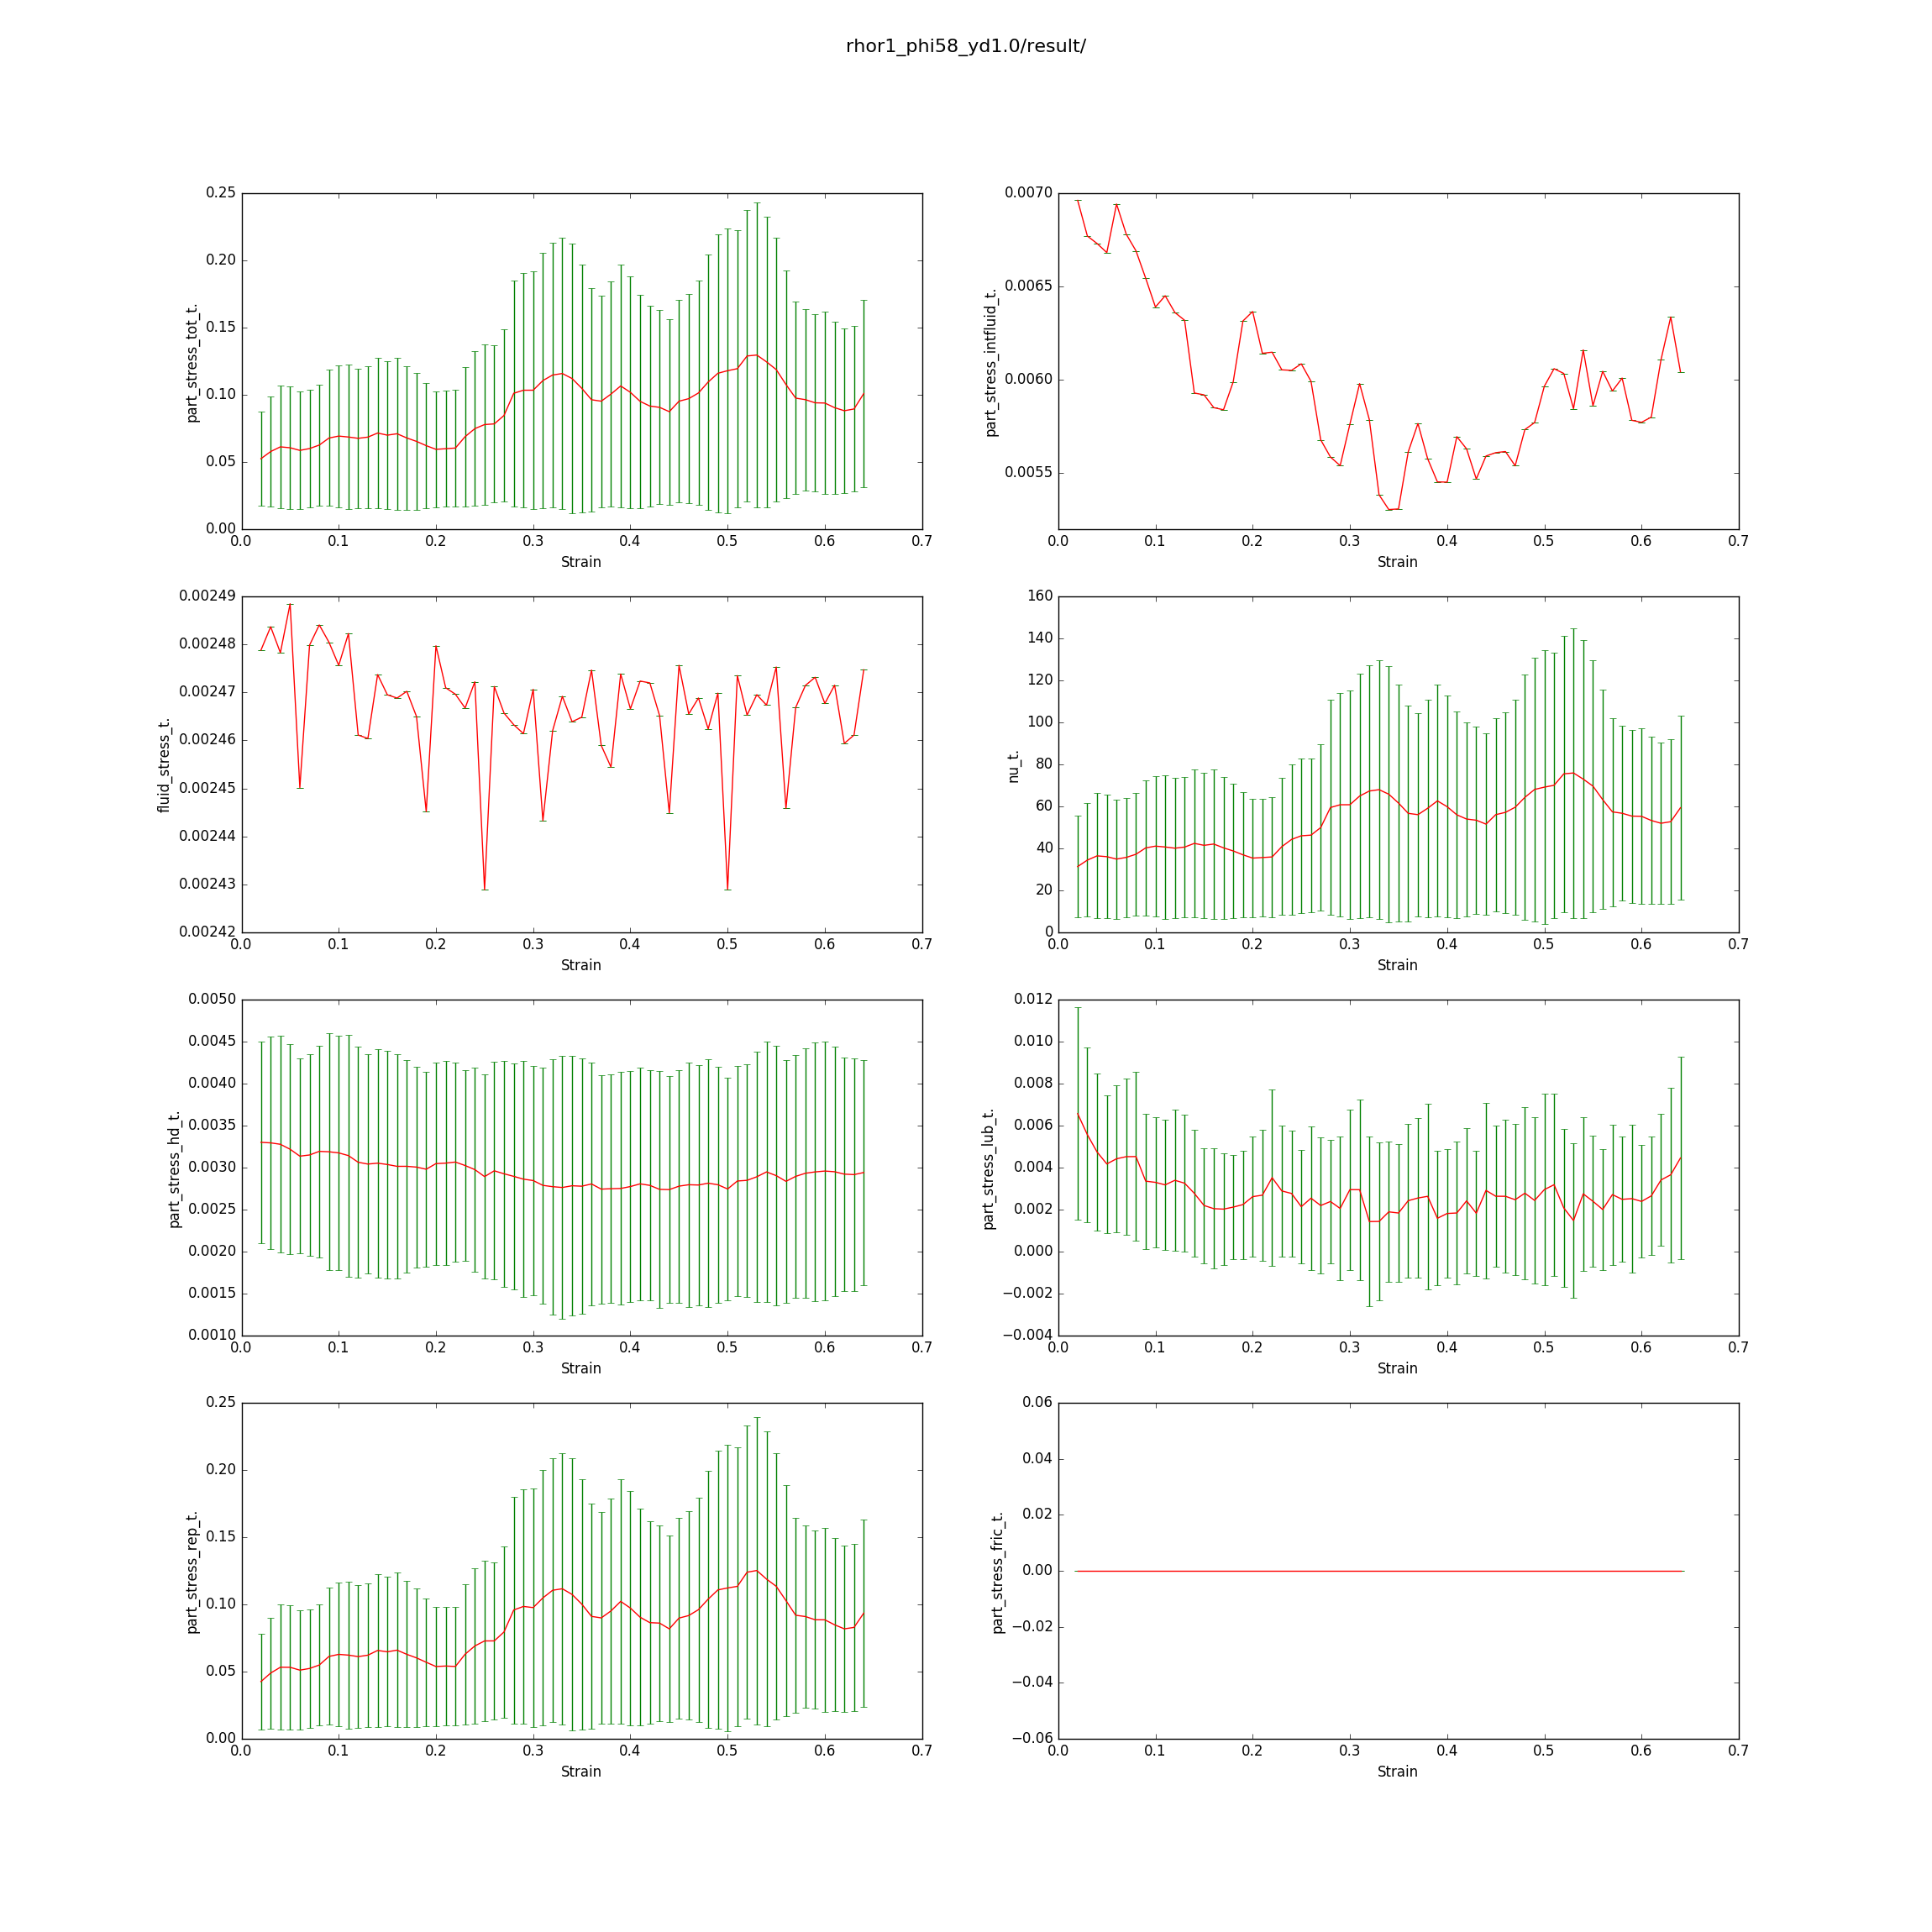 rhor1_phi58_yd1.0/result/
part_stress_tot_t.
0.25
0.20
0.15
0.10
0.05
0.00
0.0 0.1 0.2 0.3 0.4 0.5 0.6 0.7
Strain
part_stress_intfluid_t.
0.0070
0.0065
0.0060
0.0055
0.0 0.1 0.2 0.3 0.4 0.5 0.6 0.7
Strain
fluid_stress_t.
0.00249
0.00248
0.00247
0.00246
0.00245
0.00244
0.00243
0.00242
0.0 0.1 0.2 0.3 0.4 0.5 0.6 0.7
Strain
nu_t.
160
140
120
100
80
60
40
20
0
0.0 0.1 0.2 0.3 0.4 0.5 0.6 0.7
Strain
part_stress_hd_t.
0.0050
0.0045
0.0040
0.0035
0.0030
0.0025
0.0020
0.0015
0.0010
0.0 0.1 0.2 0.3 0.4 0.5 0.6 0.7
Strain
part_stress_lub_t.
0.012
0.010
0.008
0.006
0.004
0.002
0.000
−0.002
−0.004
0.0 0.1 0.2 0.3 0.4 0.5 0.6 0.7
Strain
part_stress_rep_t.
0.25
0.20
0.15
0.10
0.05
0.00
0.0 0.1 0.2 0.3 0.4 0.5 0.6 0.7
Strain
part_stress_fric_t.
0.06
0.04
0.02
0.00
−0.02
−0.04
−0.06
0.0 0.1 0.2 0.3 0.4 0.5 0.6 0.7
Strain